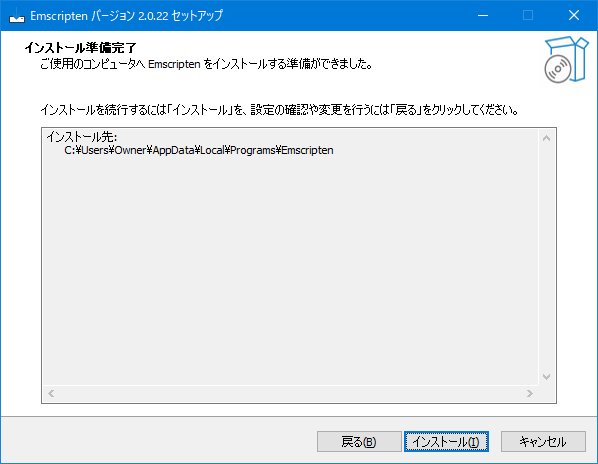 Emscripten バージョン 2.0.22 セットアップ
インストール準備完了
ご使用のコンピュータへ Emscripten をインストールする準備ができました。
インストールを続行するには「インストール」を、設定の確認や変更を行うには「戻る」をクリックしてください。
インストール先:
C:¥Users¥Owner¥AppData¥Local¥Programs¥Emscripten
戻る(B)
インストール(I)
キャンセル